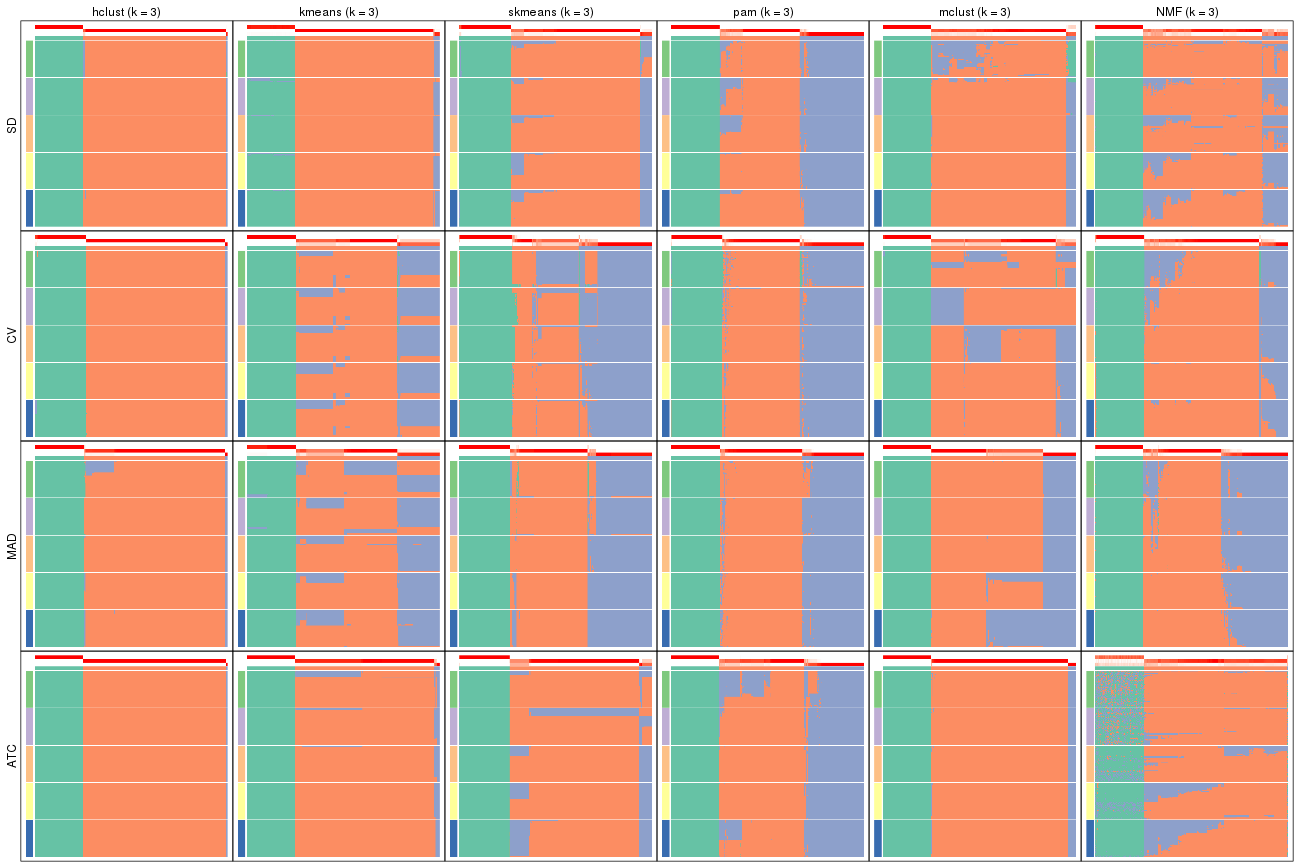 hclust (k = 3) kmeans (k = 3) skmeans (k = 3) pam (k = 3) mclust (k = 3) NMF (k = 3)
SD
CV
MAD
ATC